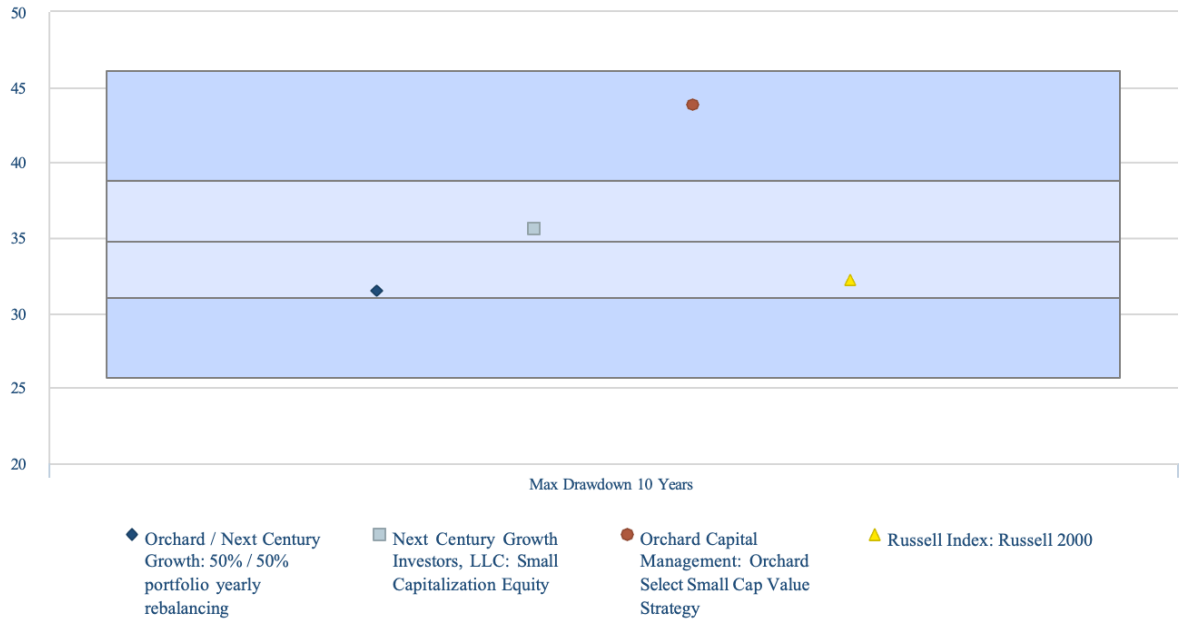 50
45
40
35
30
25
20
Max Drawdown 10 Years
Orchard / Next Century
Growth: 50% / 50%
portfolio yearly
rebalancing
Next Century Growth
Investors, LLC: Small
Capitalization Equity
Orchard Capital
Management: Orchard
Select Small Cap Value
Strategy
Russell Index: Russell 2000